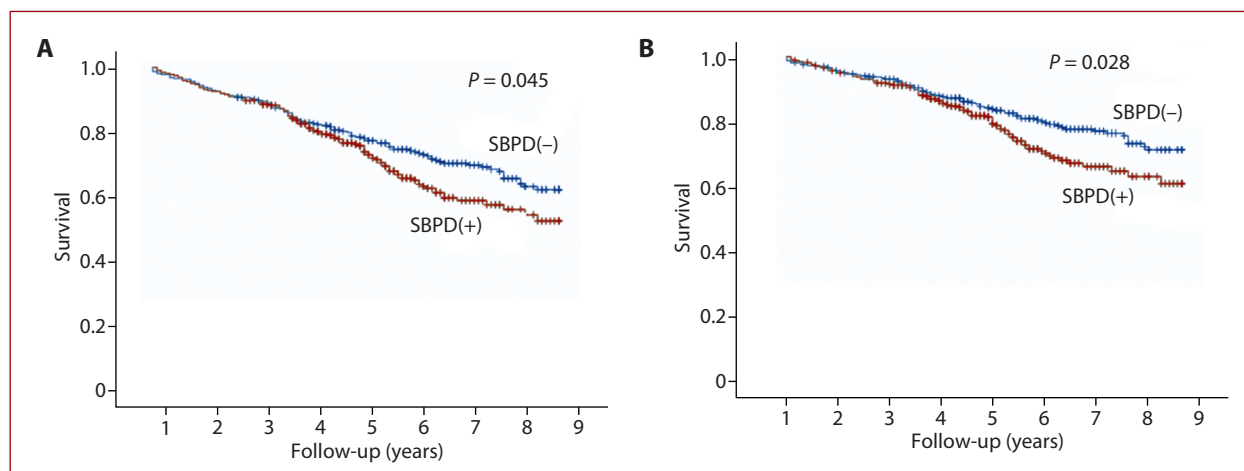 A
P = 0.045
1.0
0.8
0.6
0.4
0.2
0
Survival
SBPD(–)
SBPD(+)
1 2 3 4 5 6 7 8 9
Follow-up (years)
B
P = 0.028
1.0
0.8
0.6
0.4
0.2
0
Survival
SBPD(–)
SBPD(+)
1 2 3 4 5 6 7 8 9
Follow-up (years)